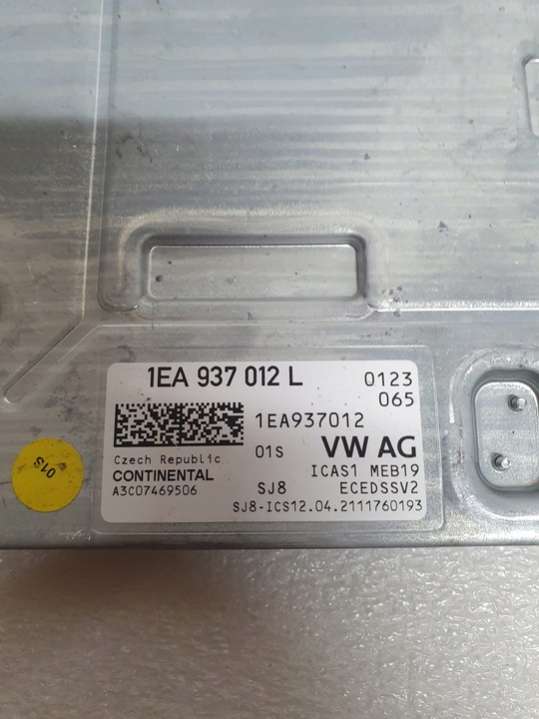 1EA 937 012 L
0123
065
1EA937012
01S
VW AG
Czech Republic
CONTINENTAL
A3C07469506
ICAS1 MEB19
SJ8
ECEDSSV2
SJ8-ICS12.04.2111760193
01S